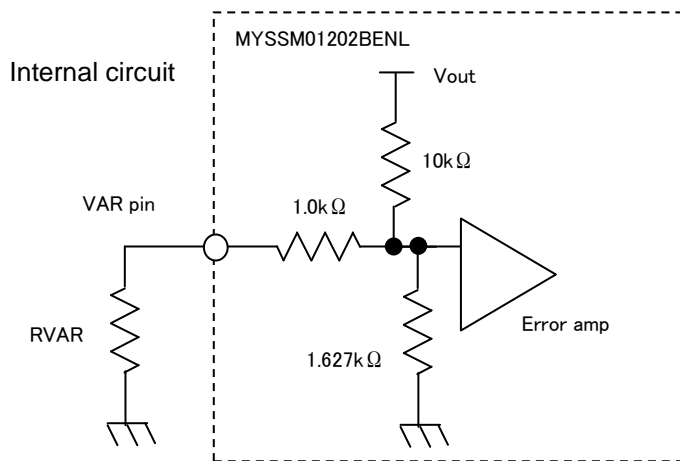 MYSSM01202BENL
Internal circuit
Vout
10kΩ
1.0kΩ
VAR pin
RVAR
Error amp
1.627kΩ